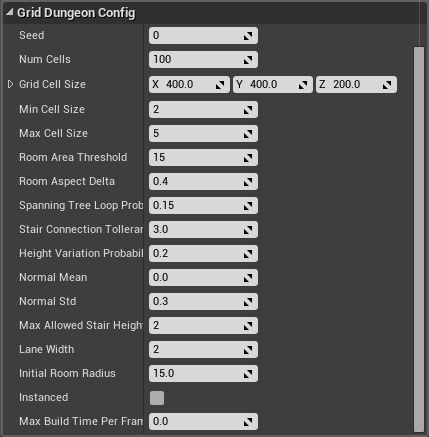 Grid Dungeon Config
Seed 0
Num Cells 100
Grid Cell Size X 400.0 Y 400.0 Z 200.0
Min Cell Size 2
Max Cell Size 5
Room Area Threshold 15
Room Aspect Delta 0.4
Spanning Tree Loop Prob 0.15
Stair Connection Tolleran 3.0
Height Variation Probabil 0.2
Normal Mean 0.0
Normal Std 0.3
Max Allowed Stair Heigh 2
Lane Width 2
Initial Room Radius 15.0
Instanced
Max Build Time Per Fram 0.0